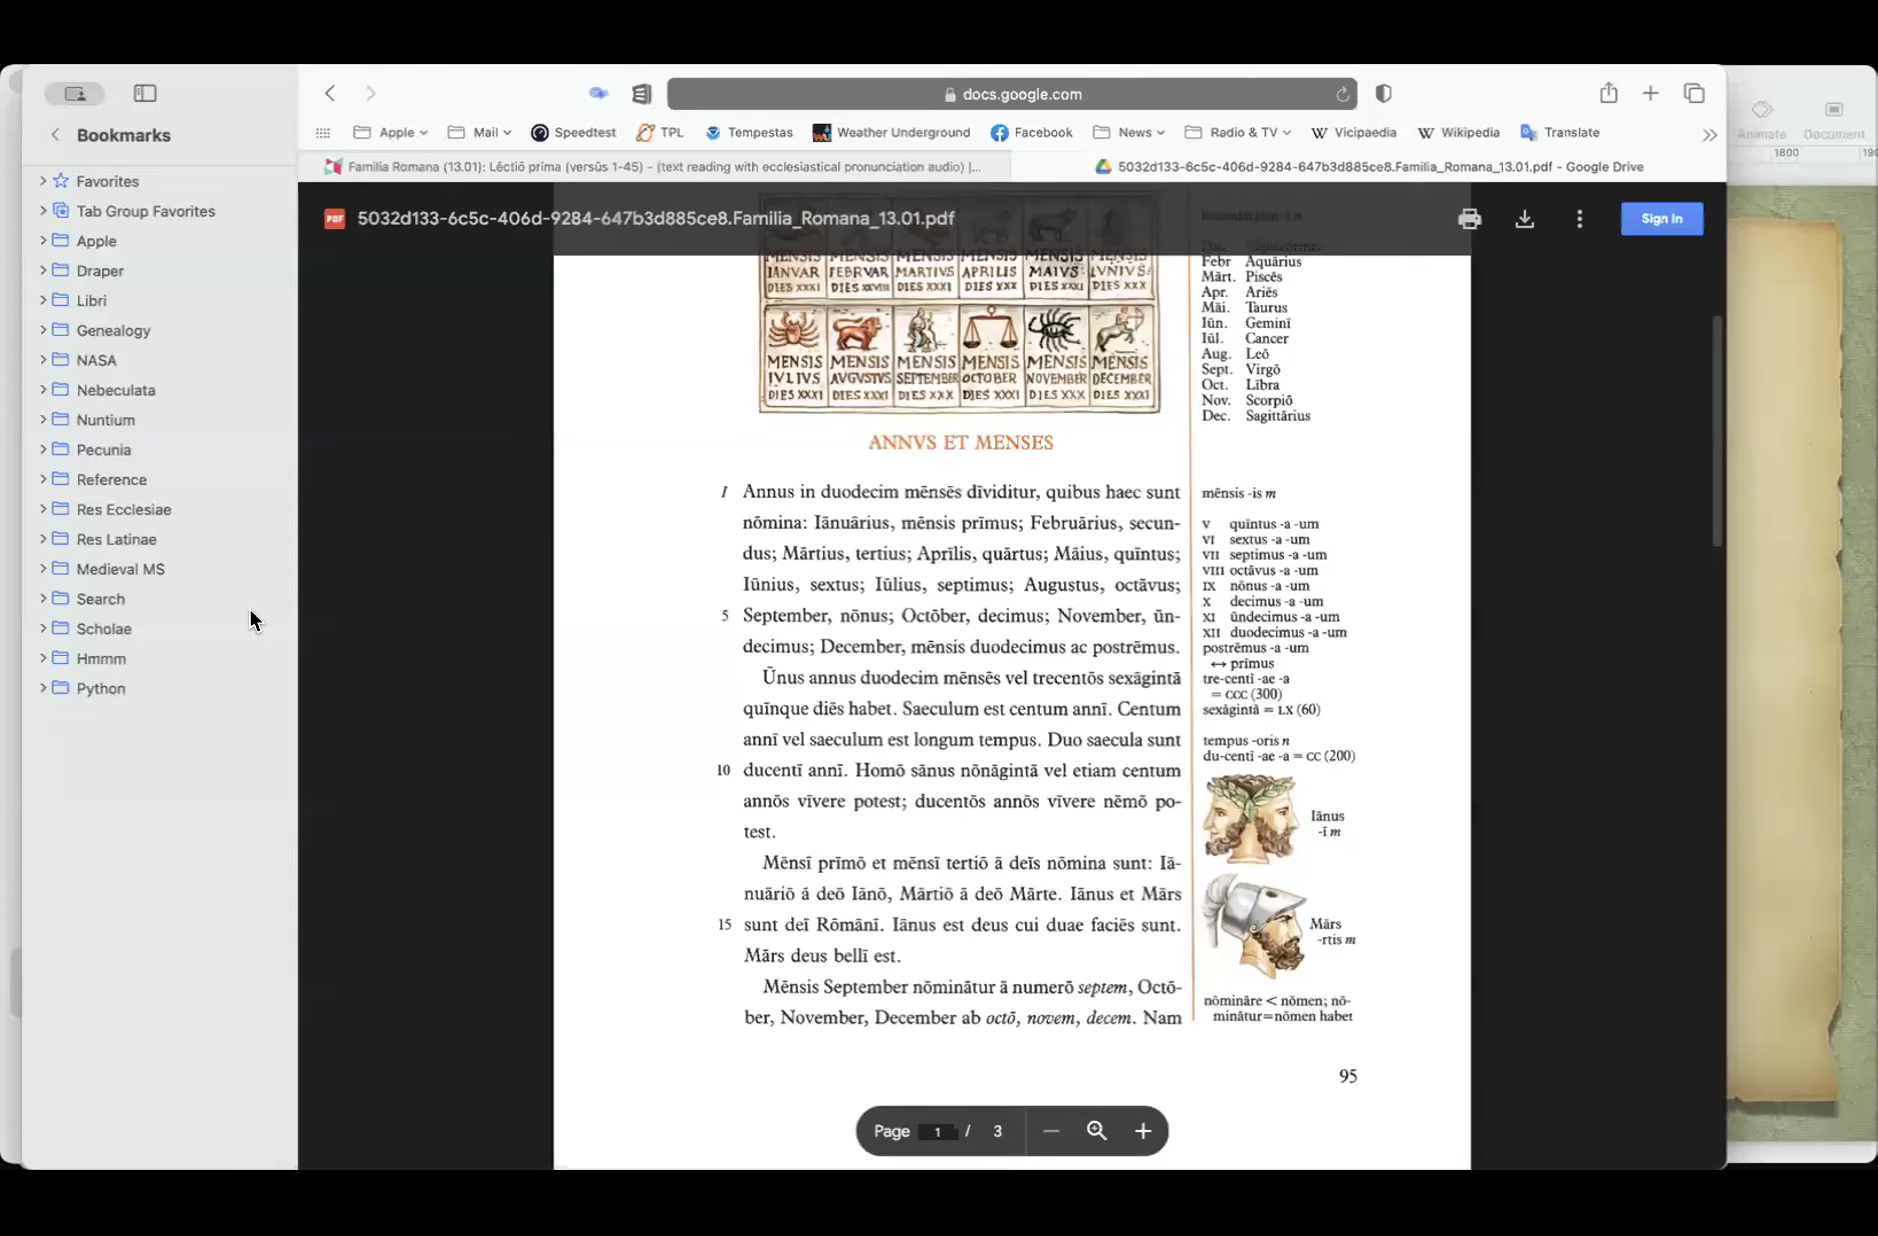 Animate
Document
1800
190
Bookmarks
docs.google.com
Apple
Mail
Speedtest
TPL
Tempestas
Weather Underground
Facebook
News
Radio & TV
Vicipaedia
Wikipedia
Translate
Familia Romana (13.01): Lēctiō prima (versūs 1-45) – (text reading with ecclesiastical pronunciation audio) |...
5032d133-6c5c-406d-9284-647b3d885ce8.Familia_Romana_13.01.pdf - Google Drive
Favorites
Tab Group Favorites
Apple
Draper
Libri
Genealogy
NASA
Nebeculata
Nuntium
Pecunia
Reference
Res Ecclesiae
Res Latinae
Medieval MS
Search
Scholae
Hmmm
Python
PDF
5032d133-6c5c-406d-9284-647b3d885ce8.Familia_Romana_13.01.pdf
Sign In
MENSIS MENSIS MENSIS MENSIS MENSIS MENSIS
IANVAR FEBRVAR MARTIVS APRILIS MAIVS IVNIVS
DIES XXXI DIES XXVIII DIES XXXI DIES XXX DIES XXXI DIES XXX
MENSIS MENSIS MENSIS MENSIS MENSIS MENSIS
IVLIVS AVGVSTVS SEPTEMBER OCTOBER NOVEMBER DECEMBER
DIES XXXI DIES XXXI DIES XXX DIES XXXI DIES XXX DIES XXXI
ANNVS ET MENSES
1 Annus in duodecim mēnsēs dīviditur, quibus haec sunt
nōmina: Iānuārius, mēnsis prīmus; Februārius, secun-
dus; Mārtius, tertius; Aprīlis, quārtus; Māius, quīntus;
Iūnius, sextus; Iūlius, septimus; Augustus, octāvus;
5 September, nōnus; Octōber, decimus; November, ūn-
decimus; December, mēnsis duodecimus ac postrēmus.
Ūnus annus duodecim mēnsēs vel trecentōs sexāgintā
quīnque diēs habet. Saeculum est centum annī. Centum
annī vel saeculum est longum tempus. Duo saecula sunt
10 ducentī annī. Homō sānus nōnāgintā vel etiam centum
annōs vīvere potest; ducentōs annōs vīvere nēmō po-
test.
Mēnsī prīmō et mēnsī tertiō ā deīs nōmina sunt: Iā-
nuāriō ā deō Iānō, Mārtiō ā deō Mārte. Iānus et Mārs
15 sunt deī Rōmānī. Iānus est deus cui duae faciēs sunt.
Mārs deus bellī est.
Mēnsis September nōminātur ā numerō septem, Octō-
ber, November, December ab octō, novem, decem. Nam
Febr Aquārius
Mārt. Piscēs
Apr. Ariēs
Māi. Taurus
Iūn. Geminī
Iūl. Cancer
Aug. Leō
Sept. Virgō
Oct. Lībra
Nov. Scorpiō
Dec. Sagittārius
mēnsis -is m
V quīntus -a -um
VI sextus -a -um
VII septimus -a -um
VIII octāvus -a -um
IX nōnus -a -um
X decimus -a -um
XI ūndecimus -a -um
XII duodecimus -a -um
postrēmus -a -um
↔ prīmus
tre-centī -ae -a
= CCC (300)
sexāgintā = LX (60)
tempus -oris n
du-centī -ae -a = CC (200)
Iānus
-ī m
Mārs
-rtis m
nōmināre < nōmen; nō-
minātur=nōmen habet
95
Page 1 / 3